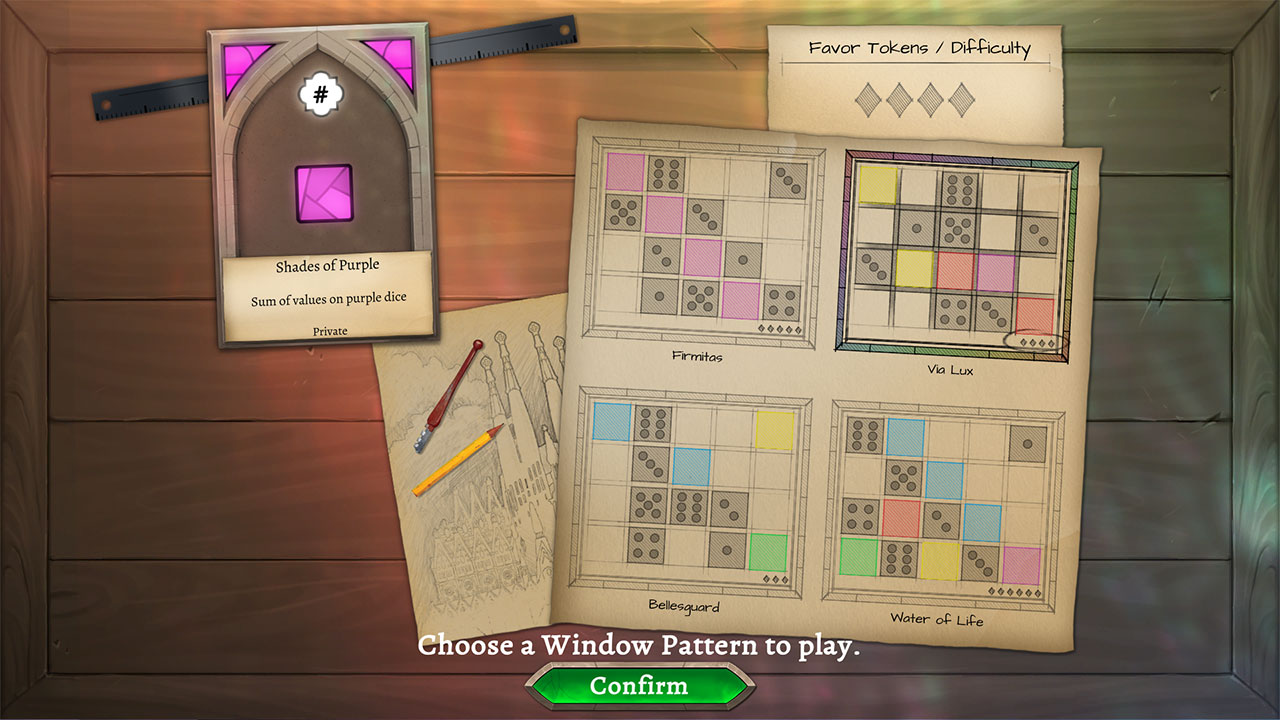 Favor Tokens / Difficulty
#
Shades of Purple
Sum of values on purple dice
Private
Firmitas
Via Lux
Bellesguard
Water of Life
Choose a Window Pattern to play.
Confirm